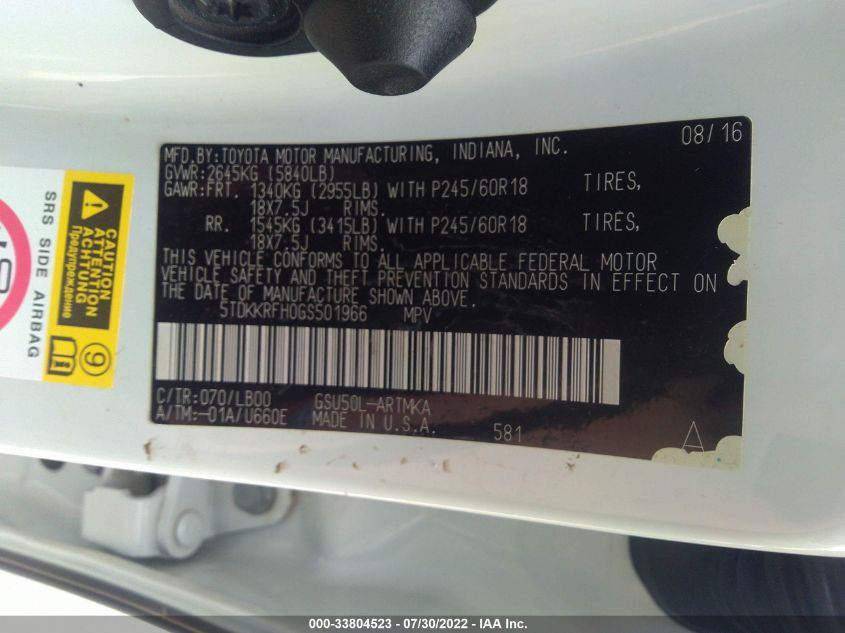 08/16
MFD.BY:TOYOTA MOTOR MANUFACTURING, INDIANA, INC.
GVWR:2645KG (5840LB)
GAWR:FRT. 1340KG (2955LB) WITH P245/60R18 TIRES,
18X7.5J RIMS.
RR. 1545KG (3415LB) WITH P245/60R18 TIRES,
18X7.5J RIMS.
THIS VEHICLE CONFORMS TO ALL APPLICABLE FEDERAL MOTOR
VEHICLE SAFETY AND THEFT PREVENTION STANDARDS IN EFFECT ON
THE DATE OF MANUFACTURE SHOWN ABOVE.
5TDKKRFH0GS501966 MPV
C/TR:070/LB00 GSU50L-ARTMKA
A/TM:-01A/U660E MADE IN U.S.A.
581
A
SRS SIDE AIRBAG
CAUTION
ATTENTION
ACHTUNG
Предупреждение
9
000-33804523 - 07/30/2022 - IAA Inc.